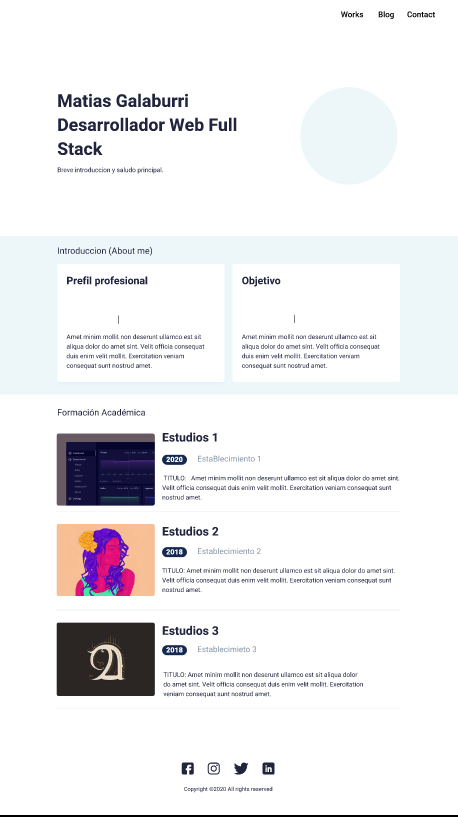 Works Blog Contact
Matias Galaburri
Desarrollador Web Full
Stack
Breve introduccion y saludo principal.
Introduccion (About me)
Prefil profesional
Amet minim mollit non deserunt ullamco est sit
aliqua dolor do amet sint. Velit officia consequat
duis enim velit mollit. Exercitation veniam
consequat sunt nostrud amet.
Objetivo
Amet minim mollit non deserunt ullamco est sit
aliqua dolor do amet sint. Velit officia consequat
duis enim velit mollit. Exercitation veniam
consequat sunt nostrud amet.
Formación Académica
Estudios 1
2020 EstaBlecimiento 1
TITULO: Amet minim mollit non deserunt ullamco est sit aliqua dolor do amet sint.
Velit officia consequat duis enim velit mollit. Exercitation veniam consequat sunt
nostrud amet.
Estudios 2
2018 Establecimiento 2
TITULO: Amet minim mollit non deserunt ullamco est sit aliqua dolor do amet sint.
Velit officia consequat duis enim velit mollit. Exercitation veniam consequat sunt
nostrud amet.
Estudios 3
2018 Establecimieto 3
TITULO: Amet minim mollit non deserunt ullamco est sit aliqua dolor
do amet sint. Velit officia consequat duis enim velit mollit. Exercitation
veniam consequat sunt nostrud amet.
Copyright ©2020 All rights reserved